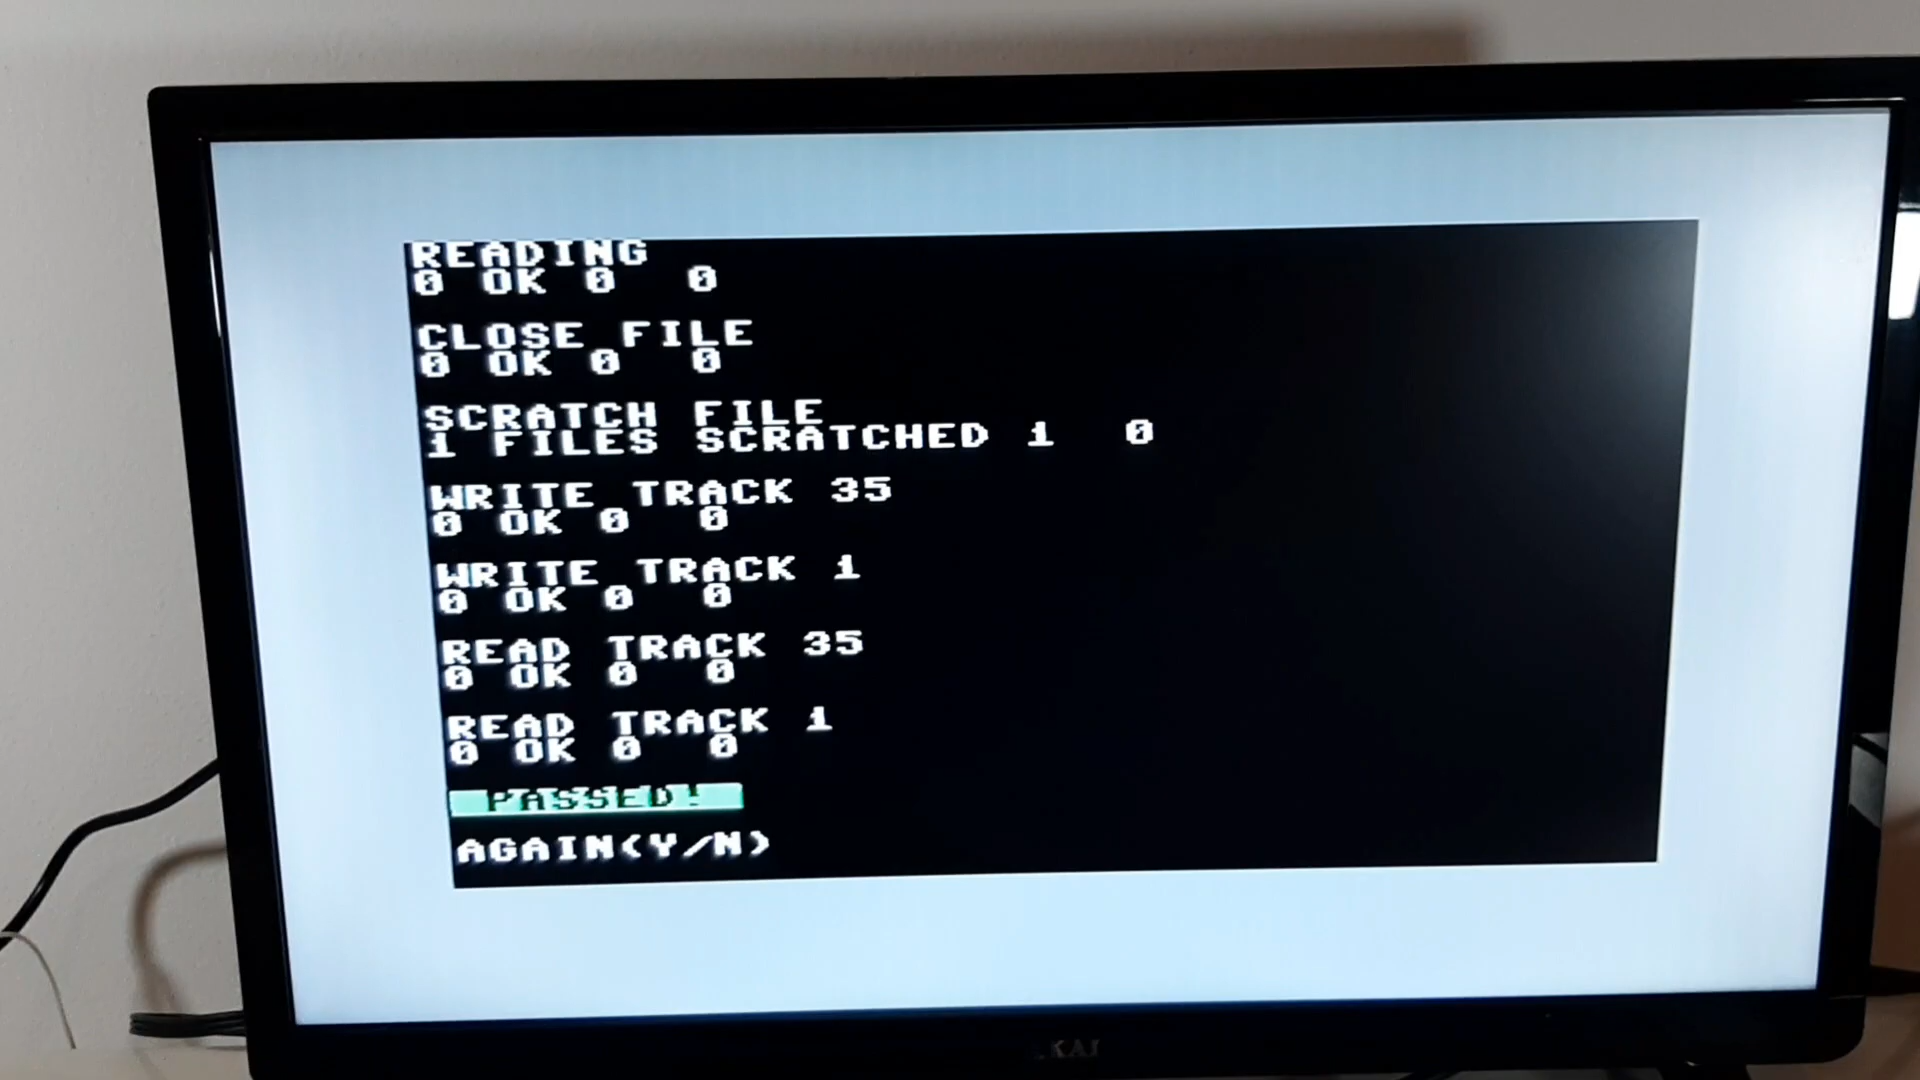 READING
0 OK 0 0
CLOSE FILE
0 OK 0 0
SCRATCH FILE
1 FILES SCRATCHED 1 0
WRITE TRACK 35
0 OK 0 0
WRITE TRACK 1
0 OK 0 0
READ TRACK 35
0 OK 0 0
READ TRACK 1
0 OK 0 0
PASSED!
AGAIN(Y/N)